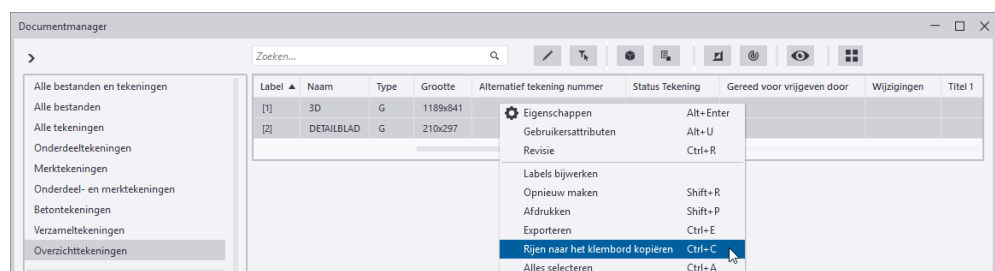 Documentmanager
Zoeken...
Alle bestanden en tekeningen
Alle bestanden
Alle tekeningen
Onderdeeltekeningen
Merktekeningen
Onderdeel- en merktekeningen
Betontekeningen
Verzameltekeningen
Overzichttekeningen
Label Naam Type Grootte Alternatief tekening nummer Status Tekening Gereed voor vrijgeven door Wijzigingen Titel 1
[1] 3D G 1189x841
[2] DETAILBLAD G 210x297
Eigenschappen Alt+Enter
Gebruikersattributen Alt+U
Revisie Ctrl+R
Labels bijwerken
Opnieuw maken Shift+R
Afdrukken Shift+P
Exporteren Ctrl+E
Rijen naar het klembord kopiëren Ctrl+C
Alles selecteren Ctrl+A